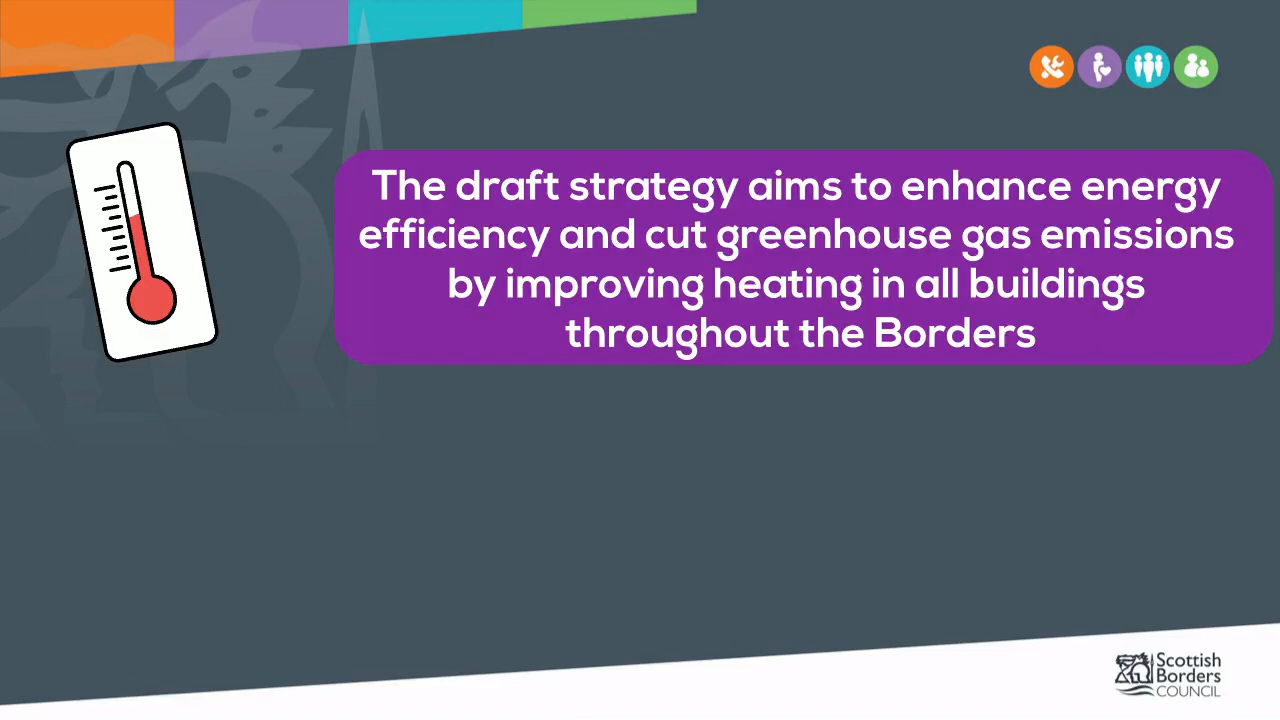 The draft strategy aims to enhance energy
efficiency and cut greenhouse gas emissions
by improving heating in all buildings
throughout the Borders
Scottish
Borders
COUNCIL